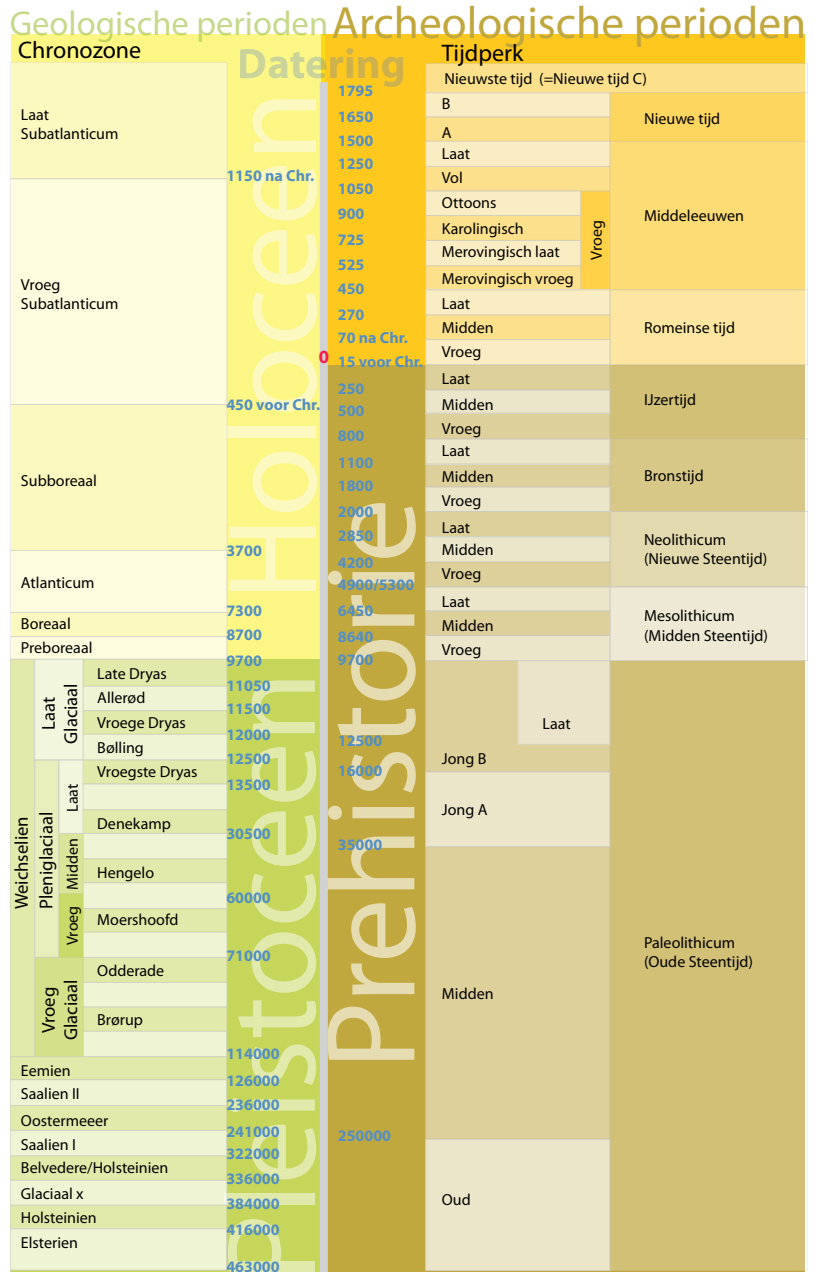 Geologische perioden
Archeologische perioden
Chronozone
Datering
Tijdperk
Holoceen
Pleistoceen
Prehistorie
Laat
Subatlanticum
1150 na Chr.
Vroeg
Subatlanticum
450 voor Chr.
Subboreaal
3700
Atlanticum
7300
Boreaal
8700
Preboreaal
9700
Weichselien
Laat
Glaciaal
Late Dryas
11050
Allerød
11500
Vroege Dryas
12000
Bølling
12500
Pleniglaciaal
Laat
Vroegste Dryas
13500
Denekamp
30500
Midden
Hengelo
60000
Vroeg
Moershoofd
71000
Vroeg
Glaciaal
Odderade
Brørup
114000
Eemien
126000
Saalien II
236000
Oostermeeer
241000
Saalien I
322000
Belvedere/Holsteinien
336000
Glaciaal x
384000
Holsteinien
416000
Elsterien
463000
0
Nieuwste tijd (=Nieuwe tijd C)
1795
B
1650
A
Nieuwe tijd
1500
Laat
1250
Vol
1050
Ottoons
900
Karolingisch
725
Merovingisch laat
525
Merovingisch vroeg
Vroeg
Middeleeuwen
450
Laat
270
Midden
70 na Chr.
Vroeg
Romeinse tijd
15 voor Chr.
Laat
250
Midden
500
Vroeg
IJzertijd
800
Laat
1100
Midden
1800
Vroeg
Bronstijd
2000
Laat
2850
Midden
4200
Vroeg
Neolithicum
(Nieuwe Steentijd)
4900/5300
Laat
6450
Midden
8640
Vroeg
Mesolithicum
(Midden Steentijd)
9700
Laat
12500
Jong B
16000
Jong A
35000
Midden
Paleolithicum
(Oude Steentijd)
250000
Oud